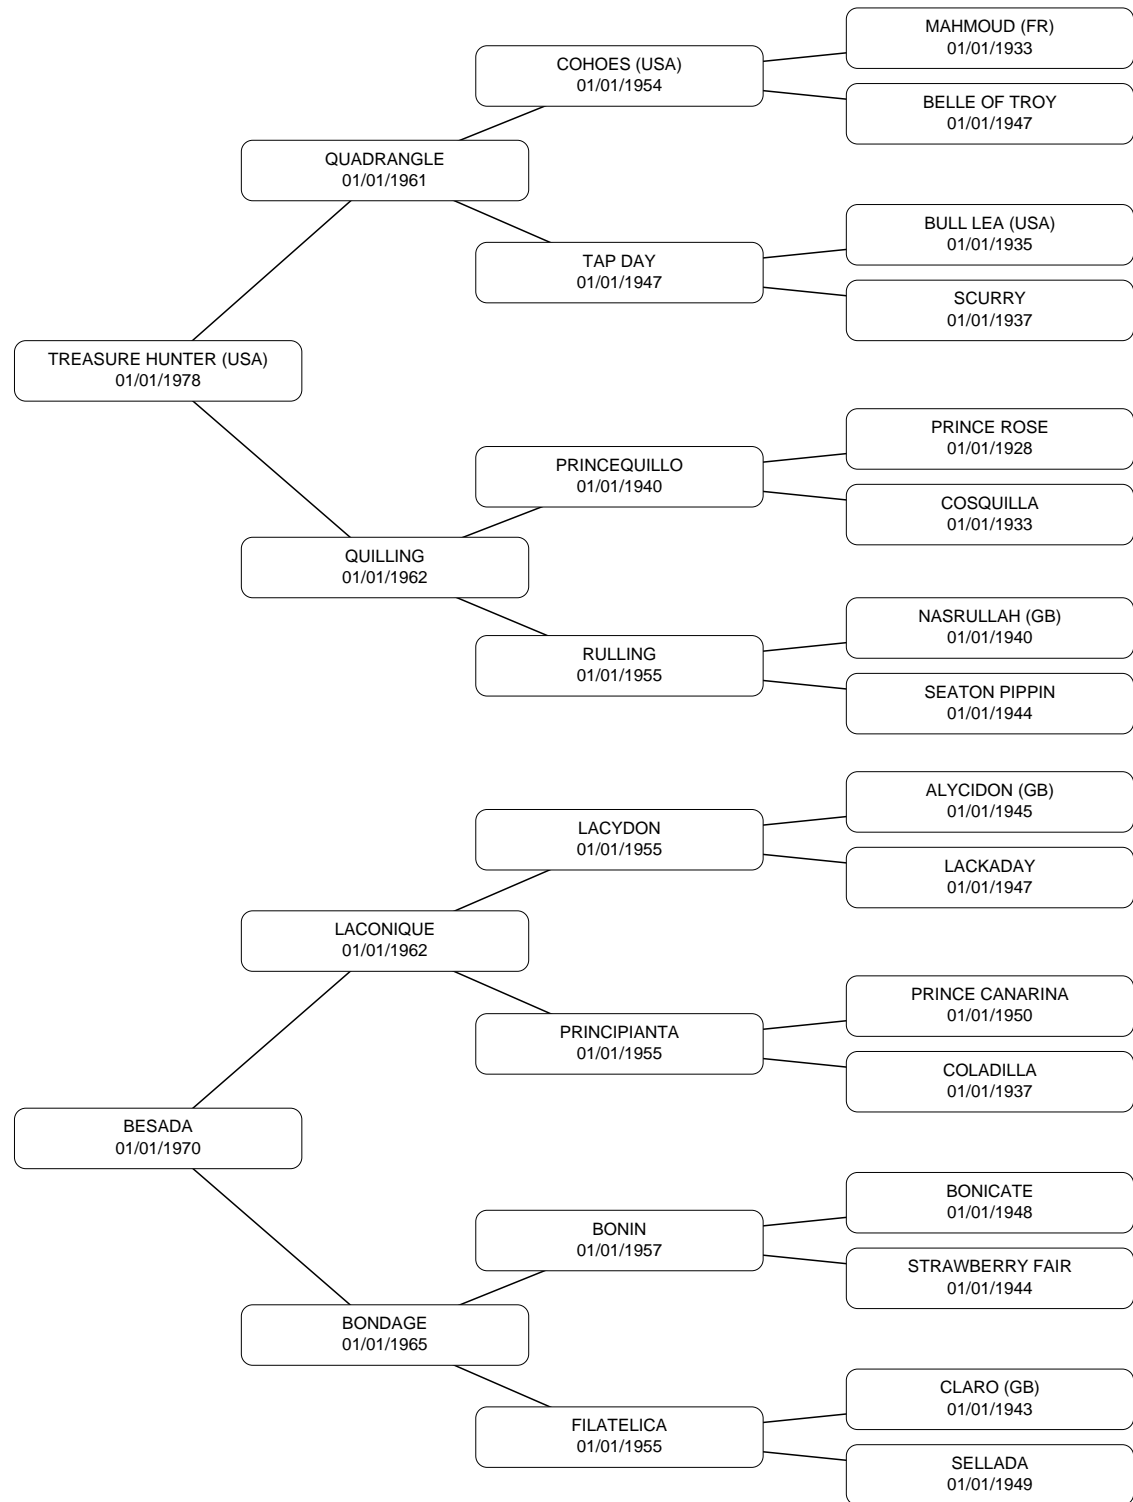 MAHMOUD (FR)
01/01/1933
COHOES (USA)
01/01/1954
BELLE OF TROY
01/01/1947
QUADRANGLE
01/01/1961
BULL LEA (USA)
01/01/1935
TAP DAY
01/01/1947
SCURRY
01/01/1937
TREASURE HUNTER (USA)
01/01/1978
PRINCE ROSE
01/01/1928
PRINCEQUILLO
01/01/1940
COSQUILLA
01/01/1933
QUILLING
01/01/1962
NASRULLAH (GB)
01/01/1940
RULLING
01/01/1955
SEATON PIPPIN
01/01/1944
ALYCIDON (GB)
01/01/1945
LACYDON
01/01/1955
LACKADAY
01/01/1947
LACONIQUE
01/01/1962
PRINCE CANARINA
01/01/1950
PRINCIPIANTA
01/01/1955
COLADILLA
01/01/1937
BESADA
01/01/1970
BONICATE
01/01/1948
BONIN
01/01/1957
STRAWBERRY FAIR
01/01/1944
BONDAGE
01/01/1965
CLARO (GB)
01/01/1943
FILATELICA
01/01/1955
SELLADA
01/01/1949